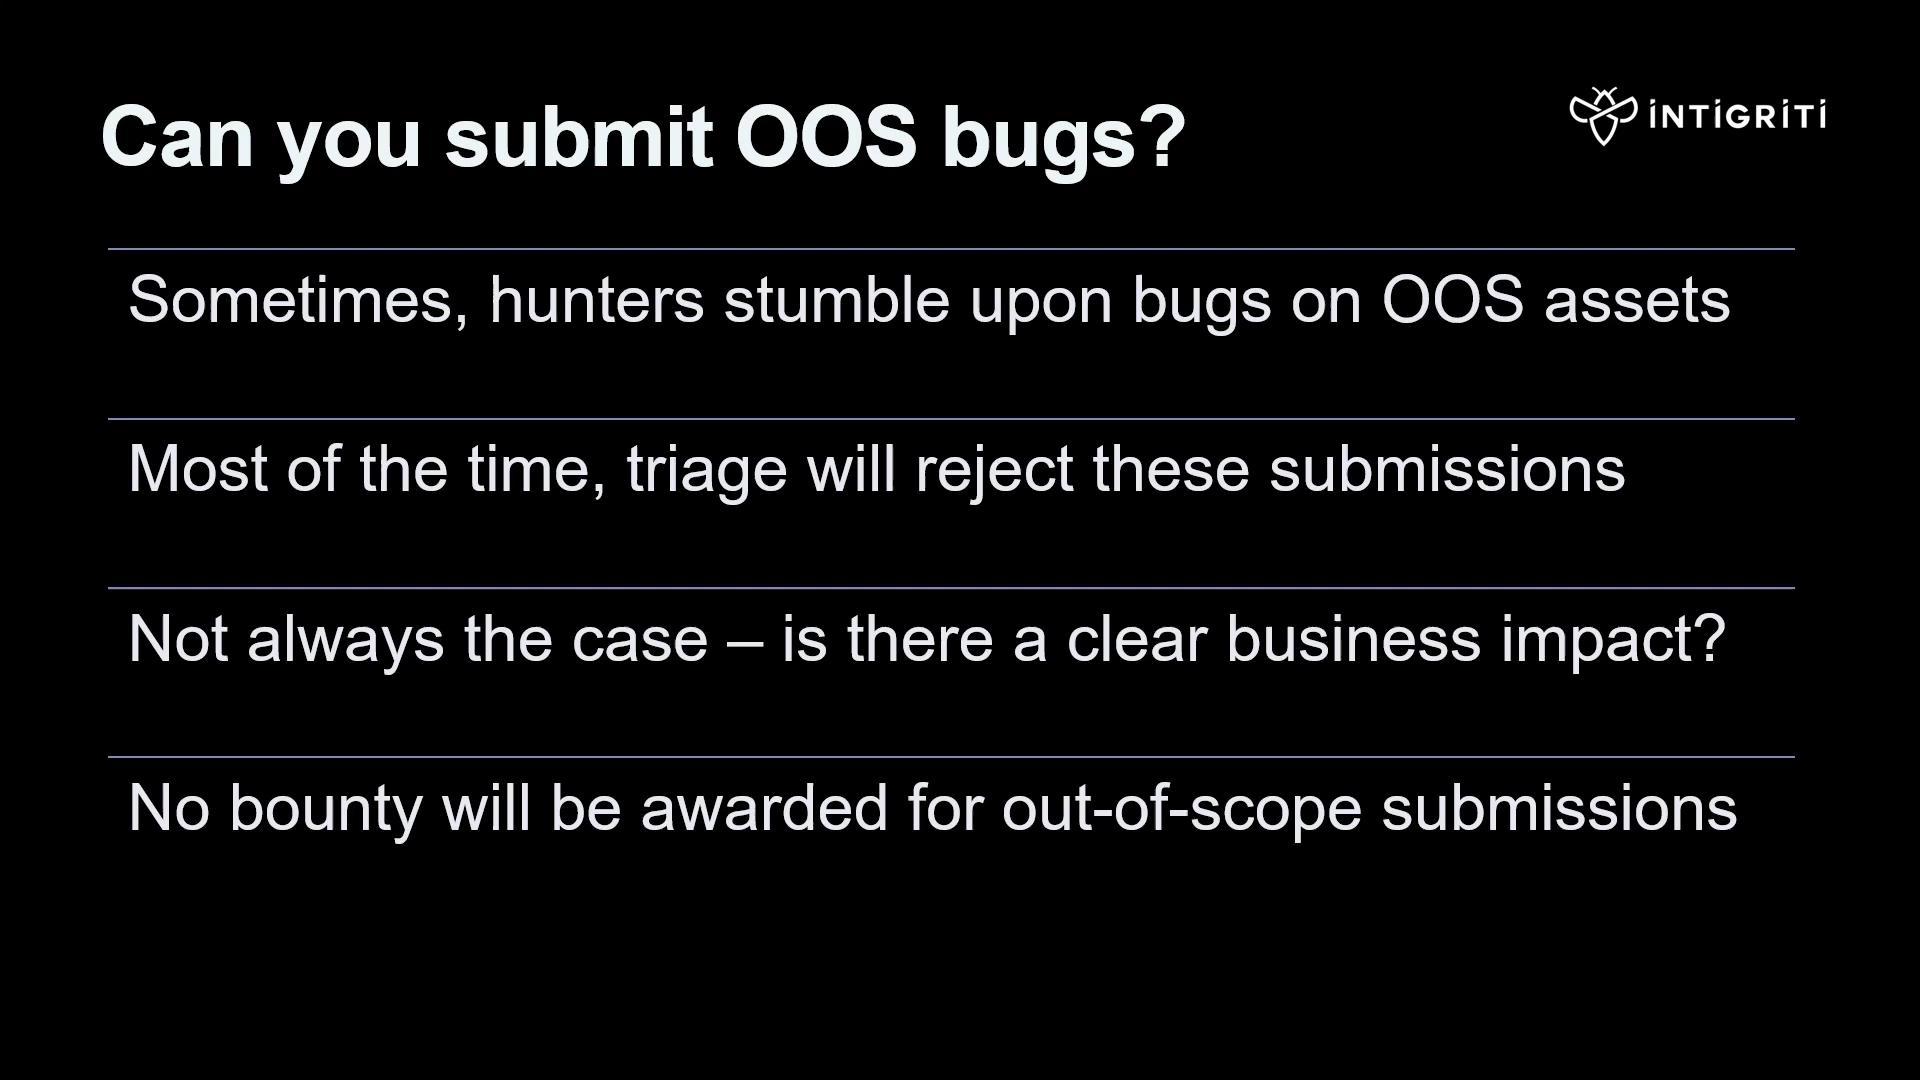 Can you submit OOS bugs?
INTIGRITI
Sometimes, hunters stumble upon bugs on OOS assets
Most of the time, triage will reject these submissions
Not always the case – is there a clear business impact?
No bounty will be awarded for out-of-scope submissions